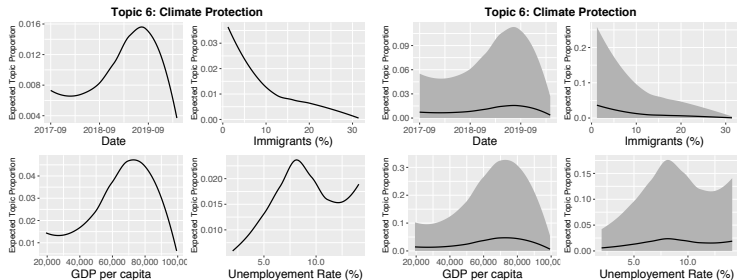 Topic 6: Climate Protection
Expected Topic Proportion
0.016
0.012
0.008
0.004
2017-09 2018-09 2019-09
Date
Expected Topic Proportion
0.03
0.02
0.01
0.00
0 10 20 30
Immigrants (%)
Expected Topic Proportion
0.04
0.03
0.02
0.01
20,000 40,000 60,000 80,000 100,00
GDP per capita
Expected Topic Proportion
0.020
0.015
0.010
5.0 10.0
Unemployement Rate (%)
Topic 6: Climate Protection
Expected Topic Proportion
0.09
0.06
0.03
0.00
2017-09 2018-09 2019-09
Date
Expected Topic Proportion
0.2
0.1
0.0
0 10 20 30
Immigrants (%)
Expected Topic Proportion
0.3
0.2
0.1
0.0
20,000 40,000 60,000 80,000 100,00
GDP per capita
Expected Topic Proportion
0.15
0.10
0.05
0.00
5.0 10.0
Unemployement Rate (%)